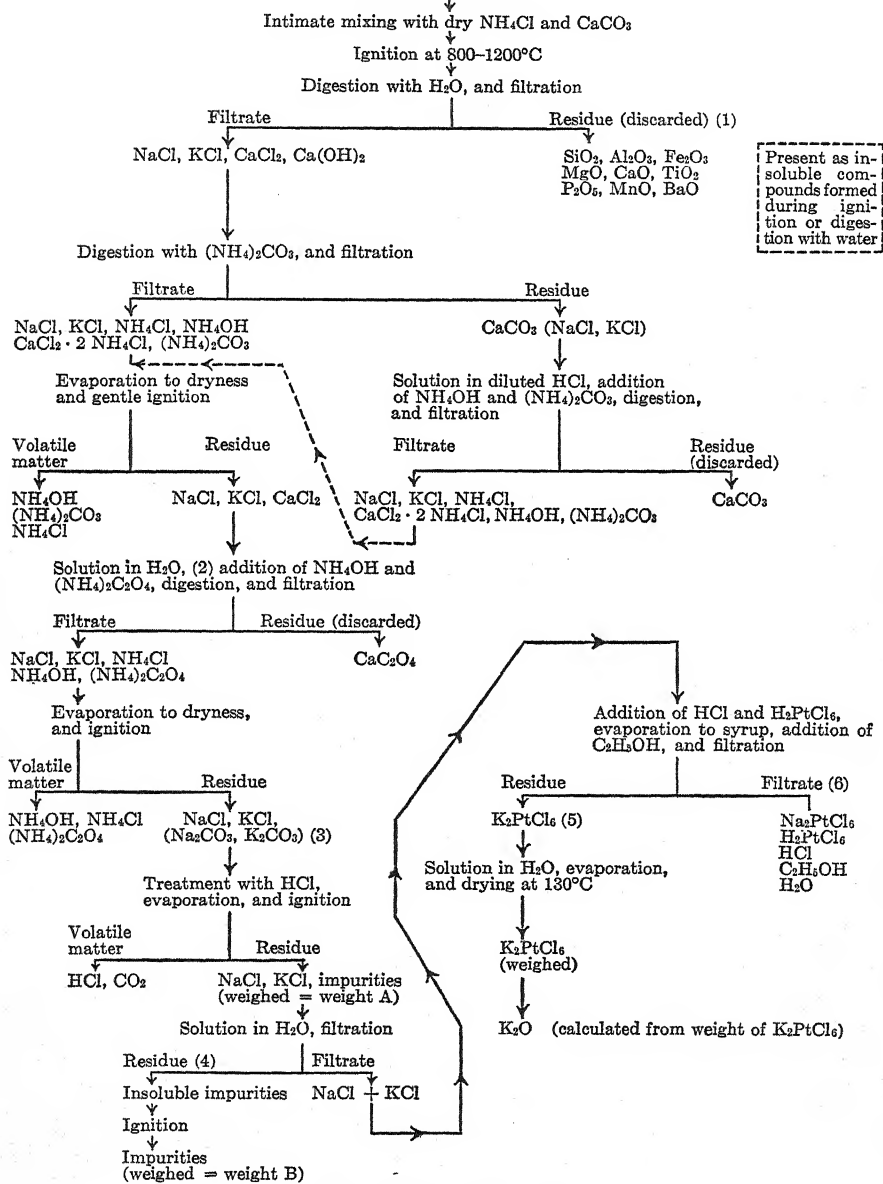 Intimate mixing with dry NH₄Cl and CaCO₃
Ignition at 800–1200°C
Digestion with H₂O, and filtration
Filtrate
Residue (discarded) (1)
NaCl, KCl, CaCl₂, Ca(OH)₂
SiO₂, Al₂O₃, Fe₂O₃
MgO, CaO, TiO₂
P₂O₅, MnO, BaO
Present as in-
soluble com-
pounds formed
during igni-
tion or diges-
tion with water
Digestion with (NH₄)₂CO₃, and filtration
Filtrate
Residue
NaCl, KCl, NH₄Cl, NH₄OH
CaCl₂ · 2 NH₄Cl, (NH₄)₂CO₃
CaCO₃ (NaCl, KCl)
Evaporation to dryness
and gentle ignition
Solution in diluted HCl, addition
of NH₄OH and (NH₄)₂CO₃, digestion,
and filtration
Volatile
matter
Residue
Filtrate
Residue
(discarded)
NH₄OH
(NH₄)₂CO₃
NH₄Cl
NaCl, KCl, CaCl₂
NaCl, KCl, NH₄Cl,
CaCl₂ · 2 NH₄Cl, NH₄OH, (NH₄)₂CO₃
CaCO₃
Solution in H₂O, (2) addition of NH₄OH and
(NH₄)₂C₂O₄, digestion, and filtration
Filtrate
Residue (discarded)
NaCl, KCl, NH₄Cl
NH₄OH, (NH₄)₂C₂O₄
CaC₂O₄
Evaporation to dryness,
and ignition
Volatile
matter
Residue
NH₄OH, NH₄Cl
(NH₄)₂C₂O₄
NaCl, KCl,
(Na₂CO₃, K₂CO₃) (3)
Treatment with HCl,
evaporation, and ignition
Volatile
matter
Residue
HCl, CO₂
NaCl, KCl, impurities
(weighed = weight A)
Solution in H₂O, filtration
Residue (4)
Filtrate
Insoluble impurities
NaCl + KCl
Ignition
Impurities
(weighed = weight B)
Addition of HCl and H₂PtCl₆,
evaporation to syrup, addition of
C₂H₅OH, and filtration
Residue
Filtrate (6)
K₂PtCl₆ (5)
Na₂PtCl₆
H₂PtCl₆
HCl
C₂H₅OH
H₂O
Solution in H₂O, evaporation,
and drying at 130°C
K₂PtCl₆
(weighed)
K₂O (calculated from weight of K₂PtCl₆)